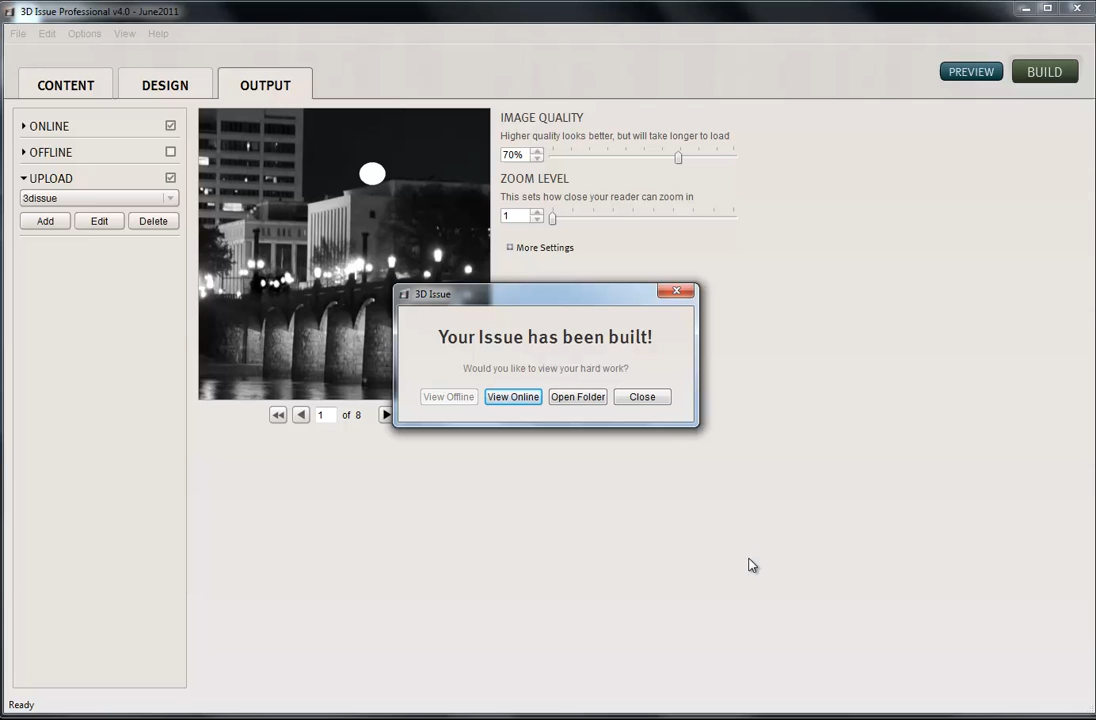 3D Issue Professional v4.0 - June2011
File Edit Options View Help
CONTENT DESIGN OUTPUT PREVIEW BUILD
ONLINE
OFFLINE
UPLOAD
3dissue
Add Edit Delete
IMAGE QUALITY
Higher quality looks better, but will take longer to load
70%
ZOOM LEVEL
This sets how close your reader can zoom in
1
More Settings
3D Issue
Your Issue has been built!
Would you like to view your hard work?
View Offline View Online Open Folder Close
1 of 8
Ready